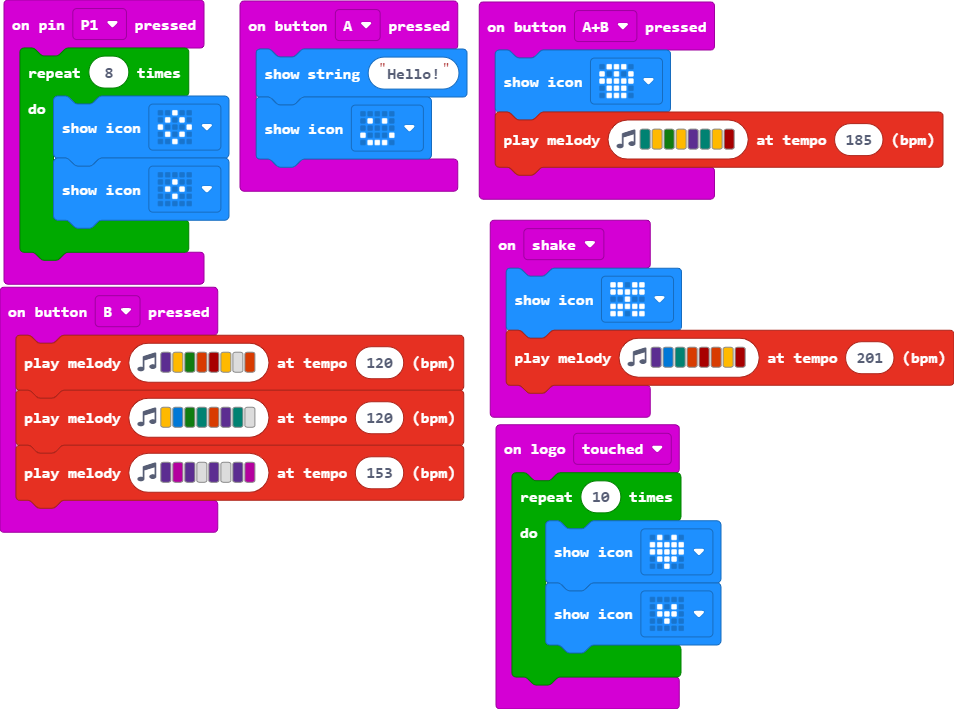 on pin P1 pressed
repeat 8 times
do
show icon
show icon
on button A pressed
show string "Hello!"
show icon
on button A+B pressed
show icon
play melody at tempo 185 (bpm)
on shake
show icon
play melody at tempo 201 (bpm)
on button B pressed
play melody at tempo 120 (bpm)
play melody at tempo 120 (bpm)
play melody at tempo 153 (bpm)
on logo touched
repeat 10 times
do
show icon
show icon